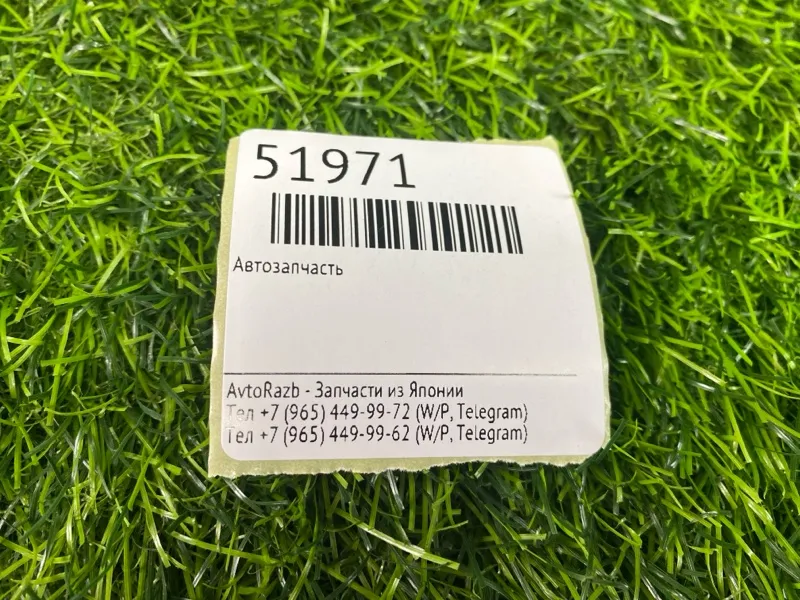 51971
Автозапчасть
AvtoRazb - Запчасти из Японии
Тел +7 (965) 449-99-72 (W/P, Telegram)
Тел +7 (965) 449-99-62 (W/P, Telegram)